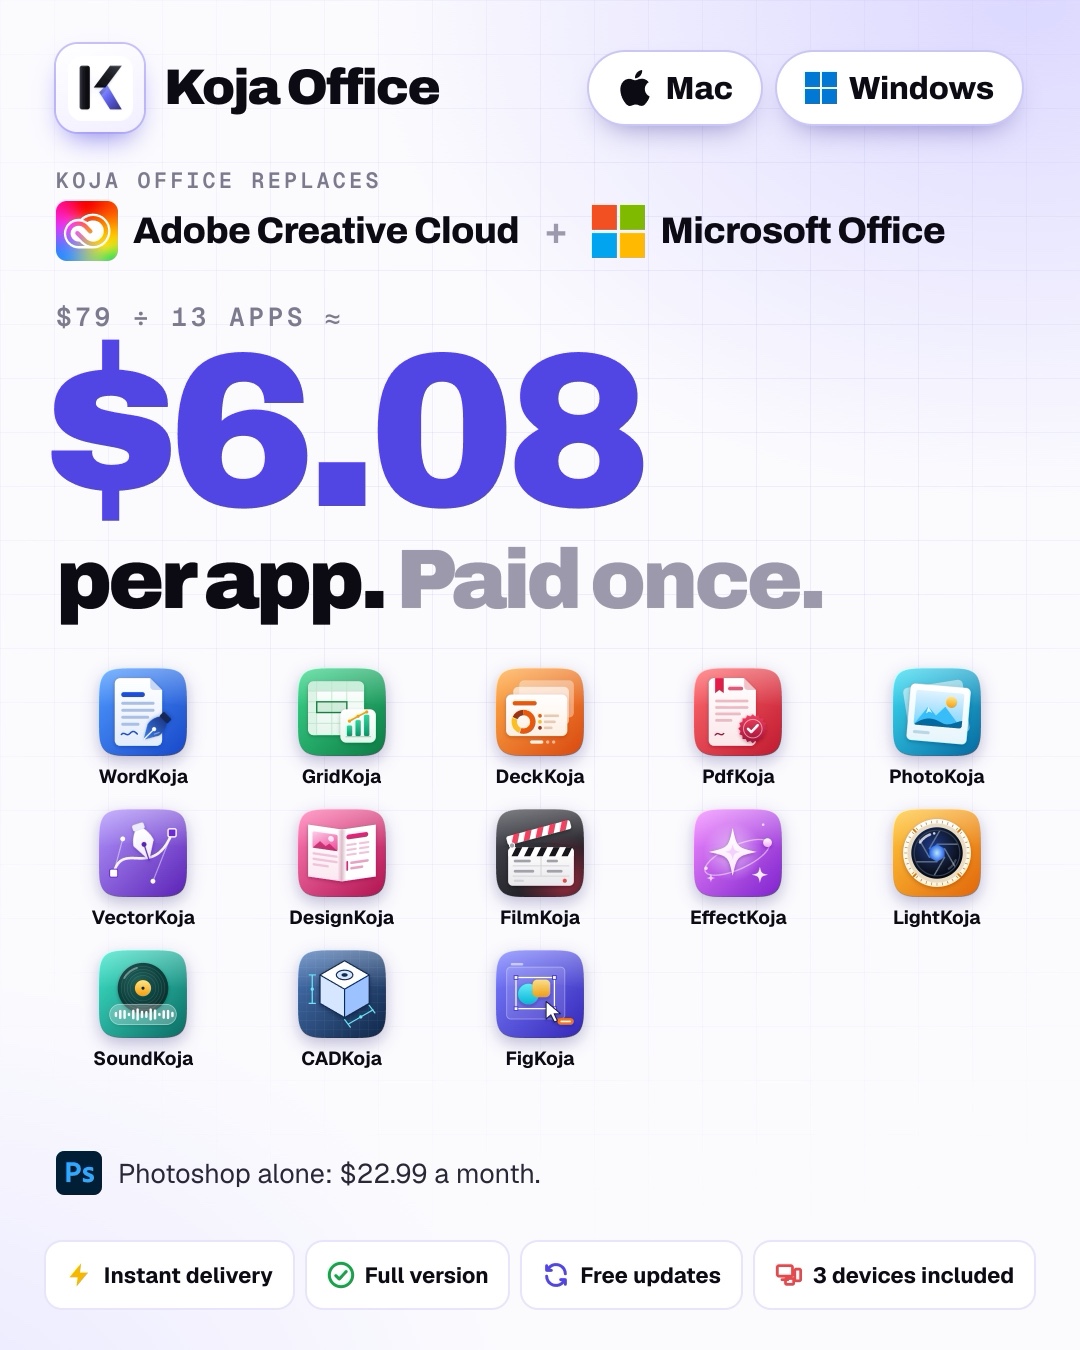 Koja Office
Mac
Windows
KOJA OFFICE REPLACES
Adobe Creative Cloud + Microsoft Office
$79 ÷ 13 APPS ≈
$6.08
per app. Paid once.
WordKoja
GridKoja
DeckKoja
PdfKoja
PhotoKoja
VectorKoja
DesignKoja
FilmKoja
EffectKoja
LightKoja
SoundKoja
CADKoja
FigKoja
Ps
Photoshop alone: $22.99 a month.
Instant delivery
Full version
Free updates
3 devices included